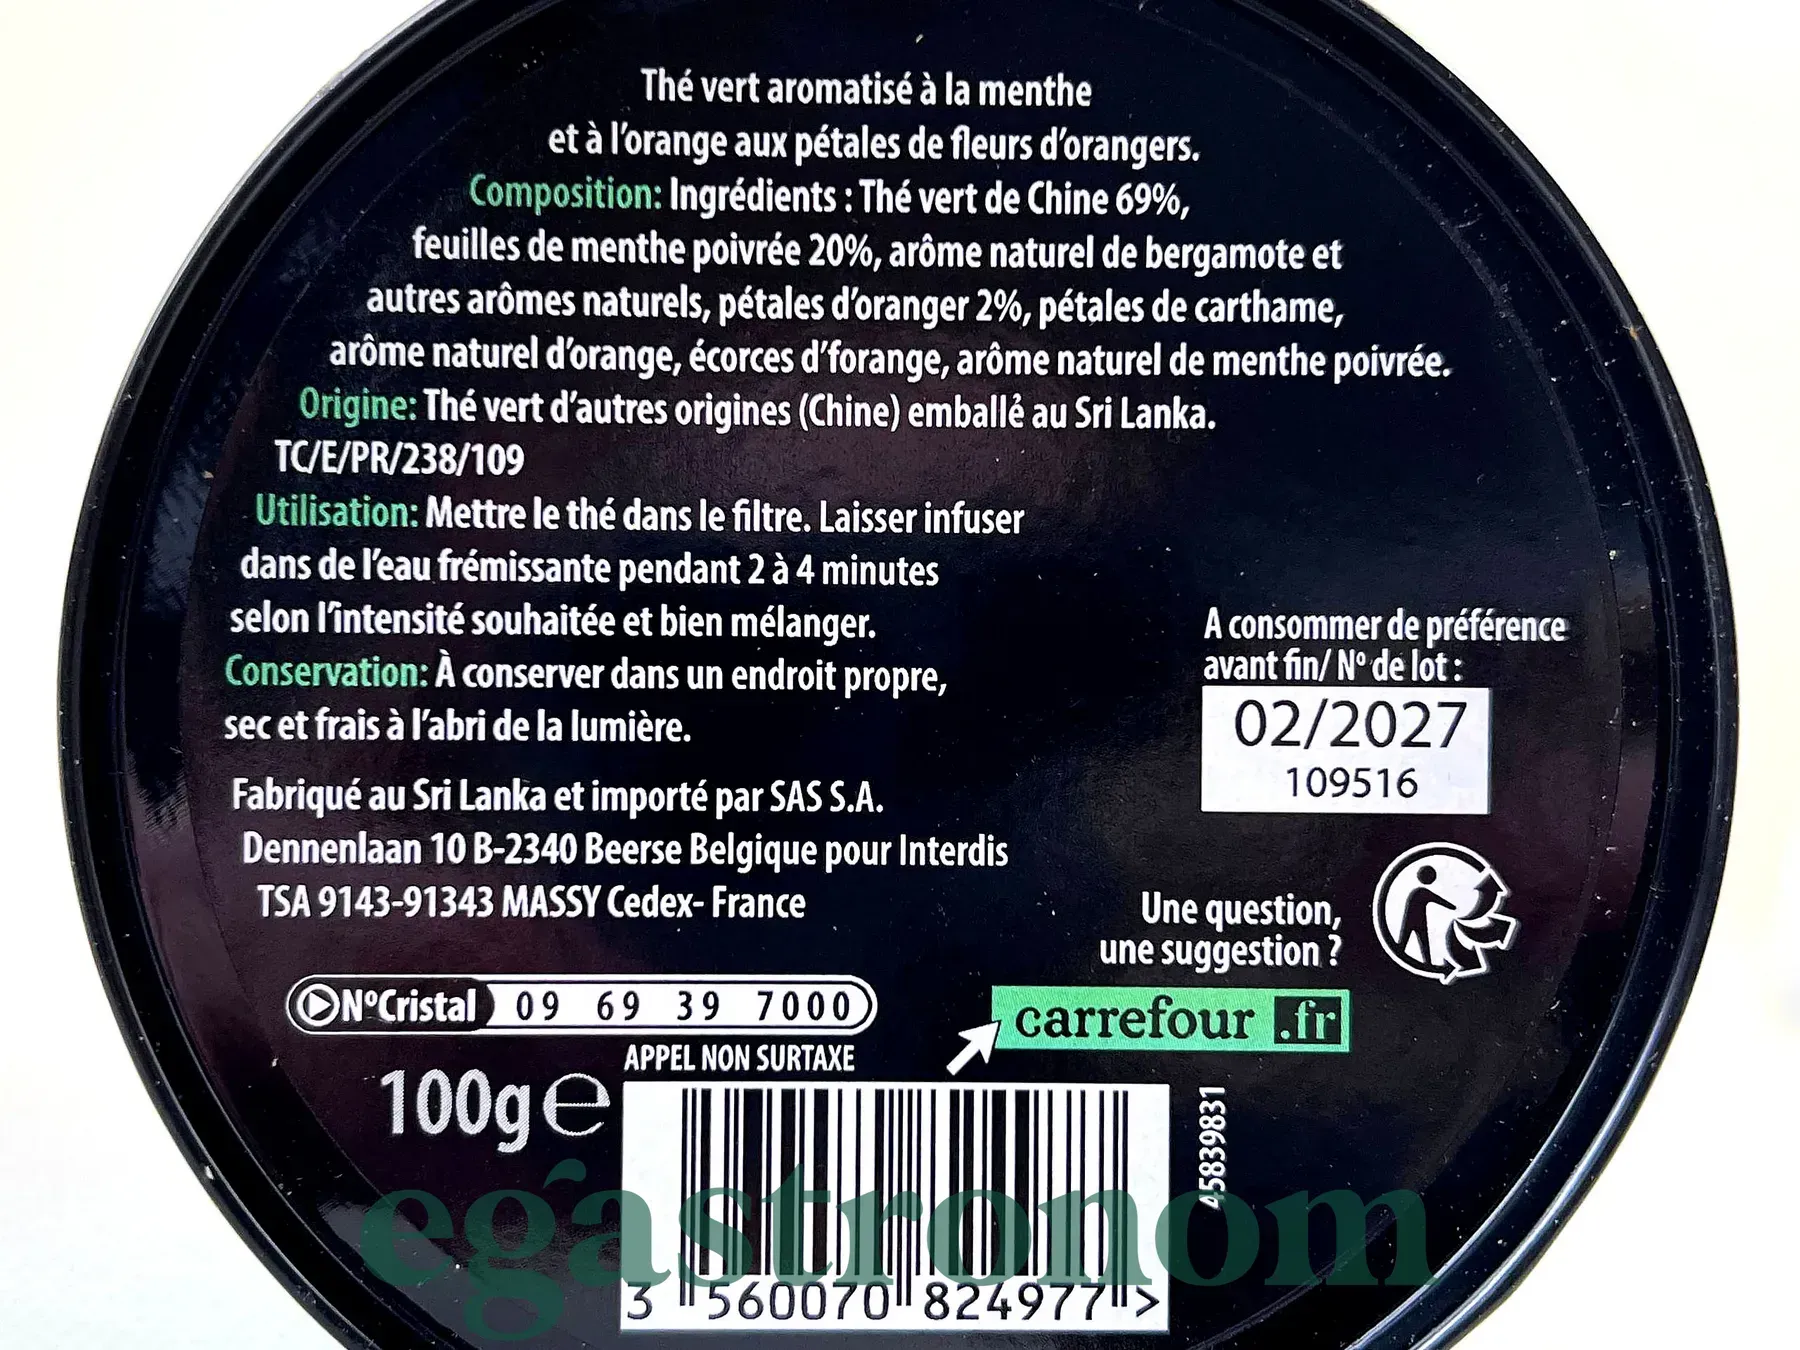 Thé vert aromatisé à la menthe
et à l'orange aux pétales de fleurs d'orangers.
Composition: Ingrédients : Thé vert de Chine 69%,
feuilles de menthe poivrée 20%, arôme naturel de bergamote et
autres arômes naturels, pétales d'oranger 2%, pétales de carthame,
arôme naturel d'orange, écorces d'forange, arôme naturel de menthe poivrée.
Origine: Thé vert d'autres origines (Chine) emballé au Sri Lanka.
TC/E/PR/238/109
Utilisation: Mettre le thé dans le filtre. Laisser infuser
dans de l'eau frémissante pendant 2 à 4 minutes
selon l'intensité souhaitée et bien mélanger.
Conservation: À conserver dans un endroit propre,
sec et frais à l'abri de la lumière.
A consommer de préférence
avant fin/ Nº de lot :
02/2027
109516
Fabriqué au Sri Lanka et importé par SAS S.A.
Dennenlaan 10 B-2340 Beerse Belgique pour Interdis
TSA 9143-91343 MASSY Cedex- France
Une question,
une suggestion ?
carrefour .fr
NºCristal 09 69 39 7000
APPEL NON SURTAXE
100g e
45839831
3 560070 824977 >
egastronom